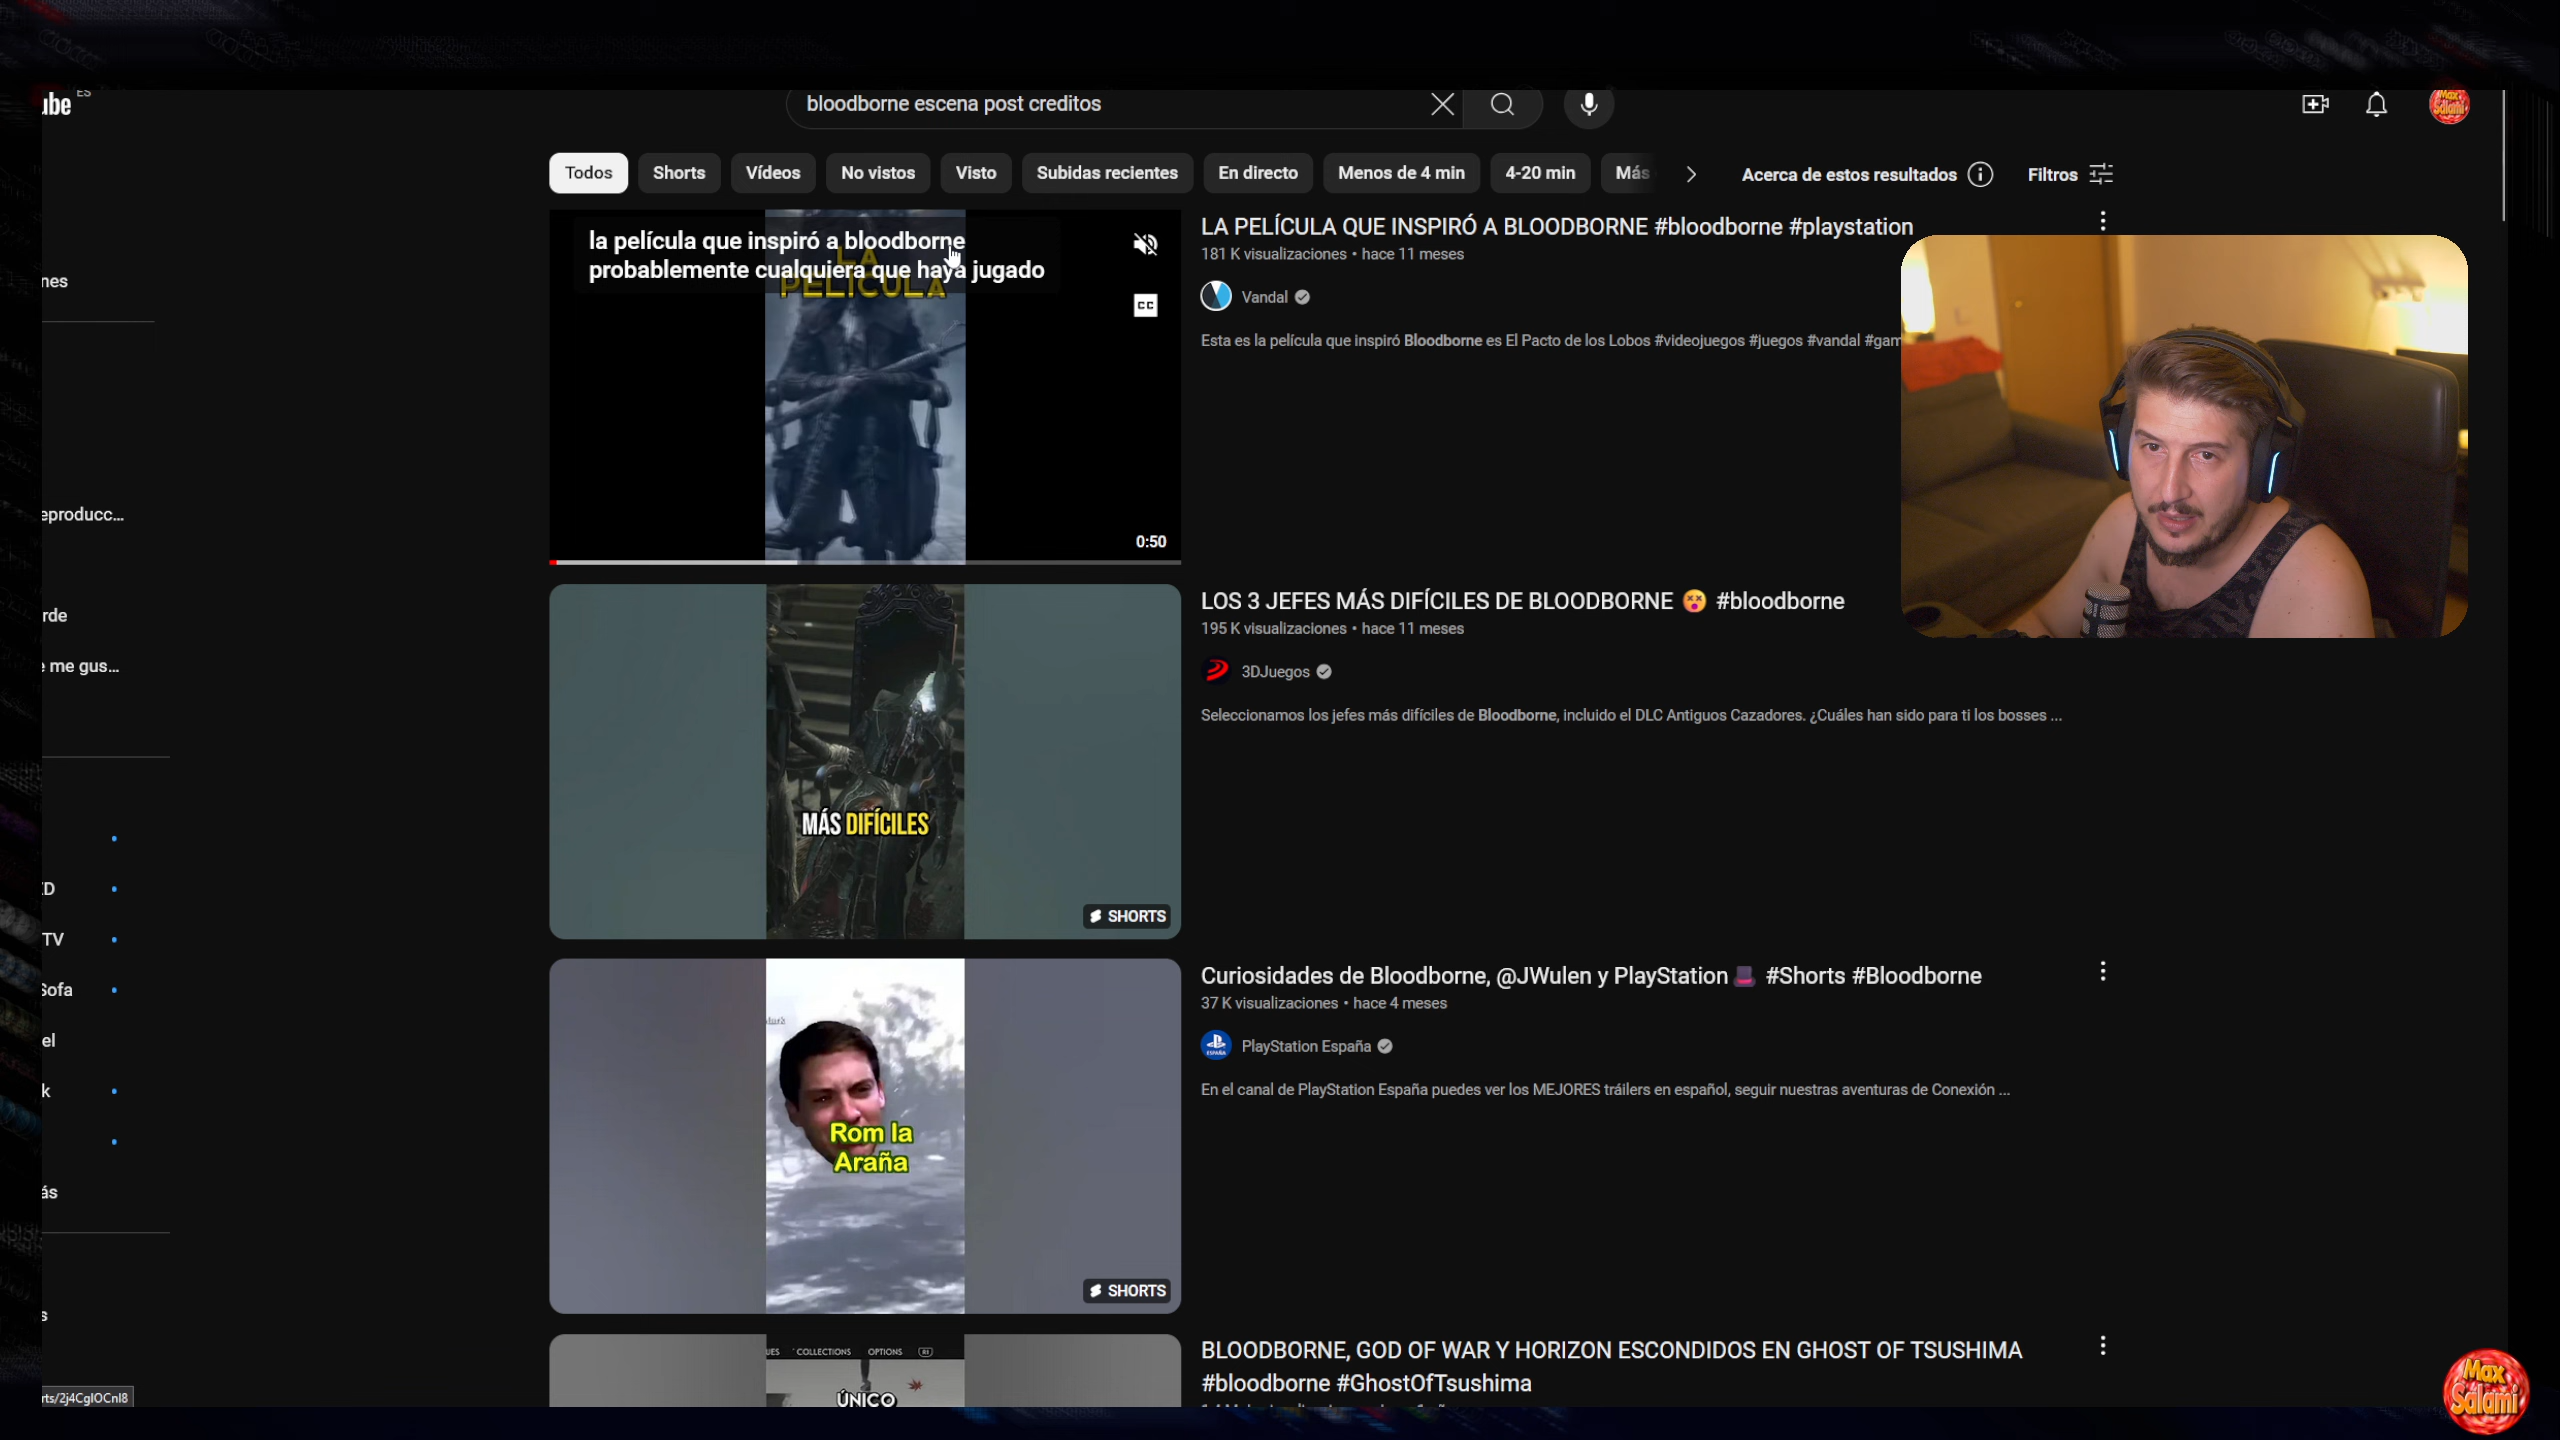 ube ES
bloodborne escena post creditos
Todos Shorts Vídeos No vistos Visto Subidas recientes En directo Menos de 4 min 4-20 min Más
Acerca de estos resultados Filtros
la película que inspiró a bloodborne
probablemente cualquiera que haya jugado
LA
PELÍCULA
CC
0:50
LA PELÍCULA QUE INSPIRÓ A BLOODBORNE #bloodborne #playstation
181 K visualizaciones • hace 11 meses
Vandal
Esta es la película que inspiró Bloodborne es El Pacto de los Lobos #videojuegos #juegos #vandal #gam
nes
eproducc...
rde
e me gus...
MÁS DIFÍCILES
SHORTS
LOS 3 JEFES MÁS DIFÍCILES DE BLOODBORNE 😵 #bloodborne
195 K visualizaciones • hace 11 meses
3DJuegos
Seleccionamos los jefes más difíciles de Bloodborne, incluido el DLC Antiguos Cazadores. ¿Cuáles han sido para ti los bosses ...
TV
Sofa
el
k
ás
s
Rom la
Araña
SHORTS
Curiosidades de Bloodborne, @JWulen y PlayStation🎩 #Shorts #Bloodborne
37 K visualizaciones • hace 4 meses
PlayStation España
En el canal de PlayStation España puedes ver los MEJORES tráilers en español, seguir nuestras aventuras de Conexión ...
COLLECTIONS OPTIONS R1
ÚNICO
BLOODBORNE, GOD OF WAR Y HORIZON ESCONDIDOS EN GHOST OF TSUSHIMA
#bloodborne #GhostOfTsushima
Max
Salami